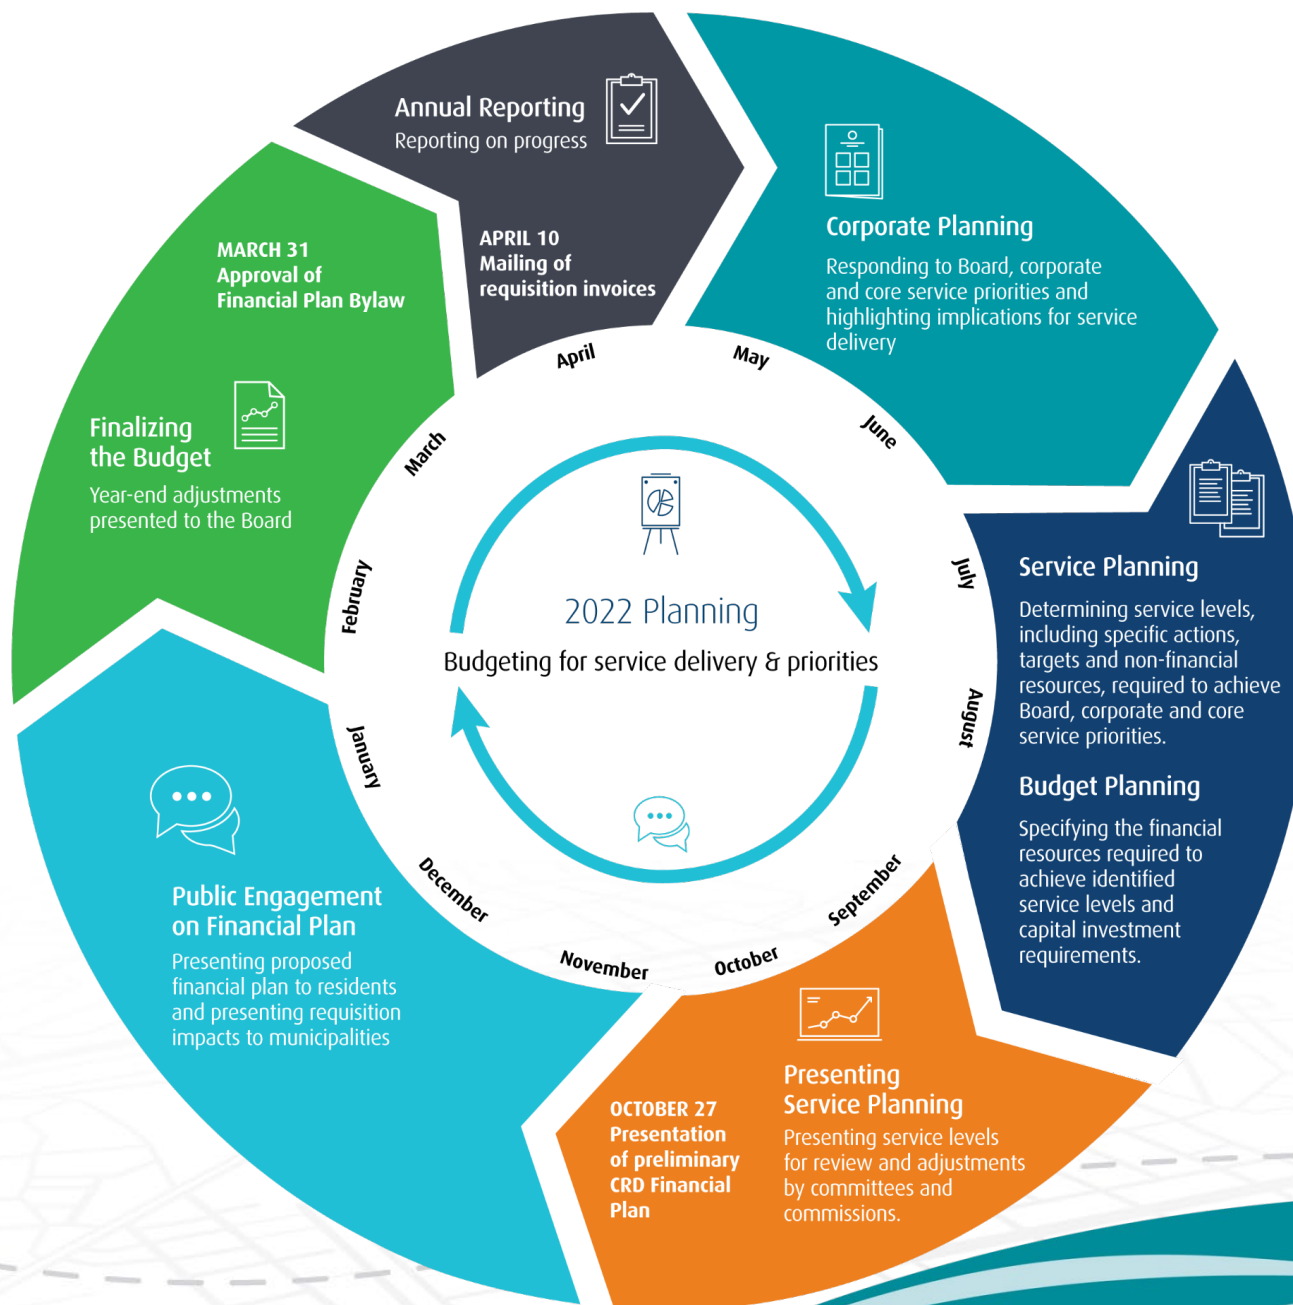 Annual Reporting
Reporting on progress
APRIL 10
Mailing of
requisition invoices
Corporate Planning
Responding to Board, corporate
and core service priorities and
highlighting implications for service
delivery
Service Planning
Determining service levels,
including specific actions,
targets and non-financial
resources, required to achieve
Board, corporate and core
service priorities.
Budget Planning
Specifying the financial
resources required to
achieve identified
service levels and
capital investment
requirements.
Presenting
Service Planning
Presenting service levels
for review and adjustments
by committees and
commissions.
OCTOBER 27
Presentation
of preliminary
CRD Financial
Plan
Public Engagement
on Financial Plan
Presenting proposed
financial plan to residents
and presenting requisition
impacts to municipalities
Finalizing
the Budget
Year-end adjustments
presented to the Board
MARCH 31
Approval of
Financial Plan Bylaw
April
May
June
July
August
September
October
November
December
January
February
March
2022 Planning
Budgeting for service delivery & priorities